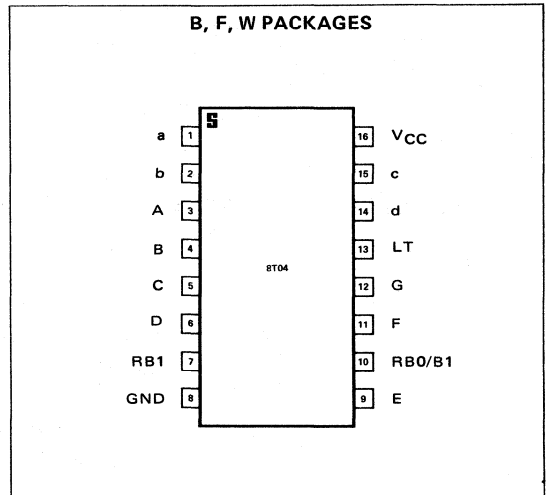 B, F, W PACKAGES
S
a 1 16 VCC
b 2 15 c
A 3 14 d
B 4 13 LT
8T04
C 5 12 G
D 6 11 F
RB1 7 10 RB0/B1
GND 8 9 E